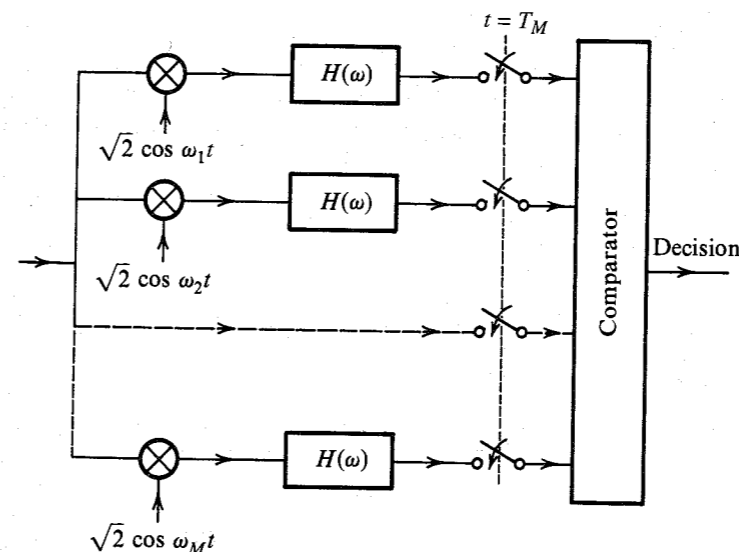 t = T_M
H(ω)
√2 cos ω₁t
H(ω)
√2 cos ω₂t
Comparator
Decision
H(ω)
√2 cos ω_M t